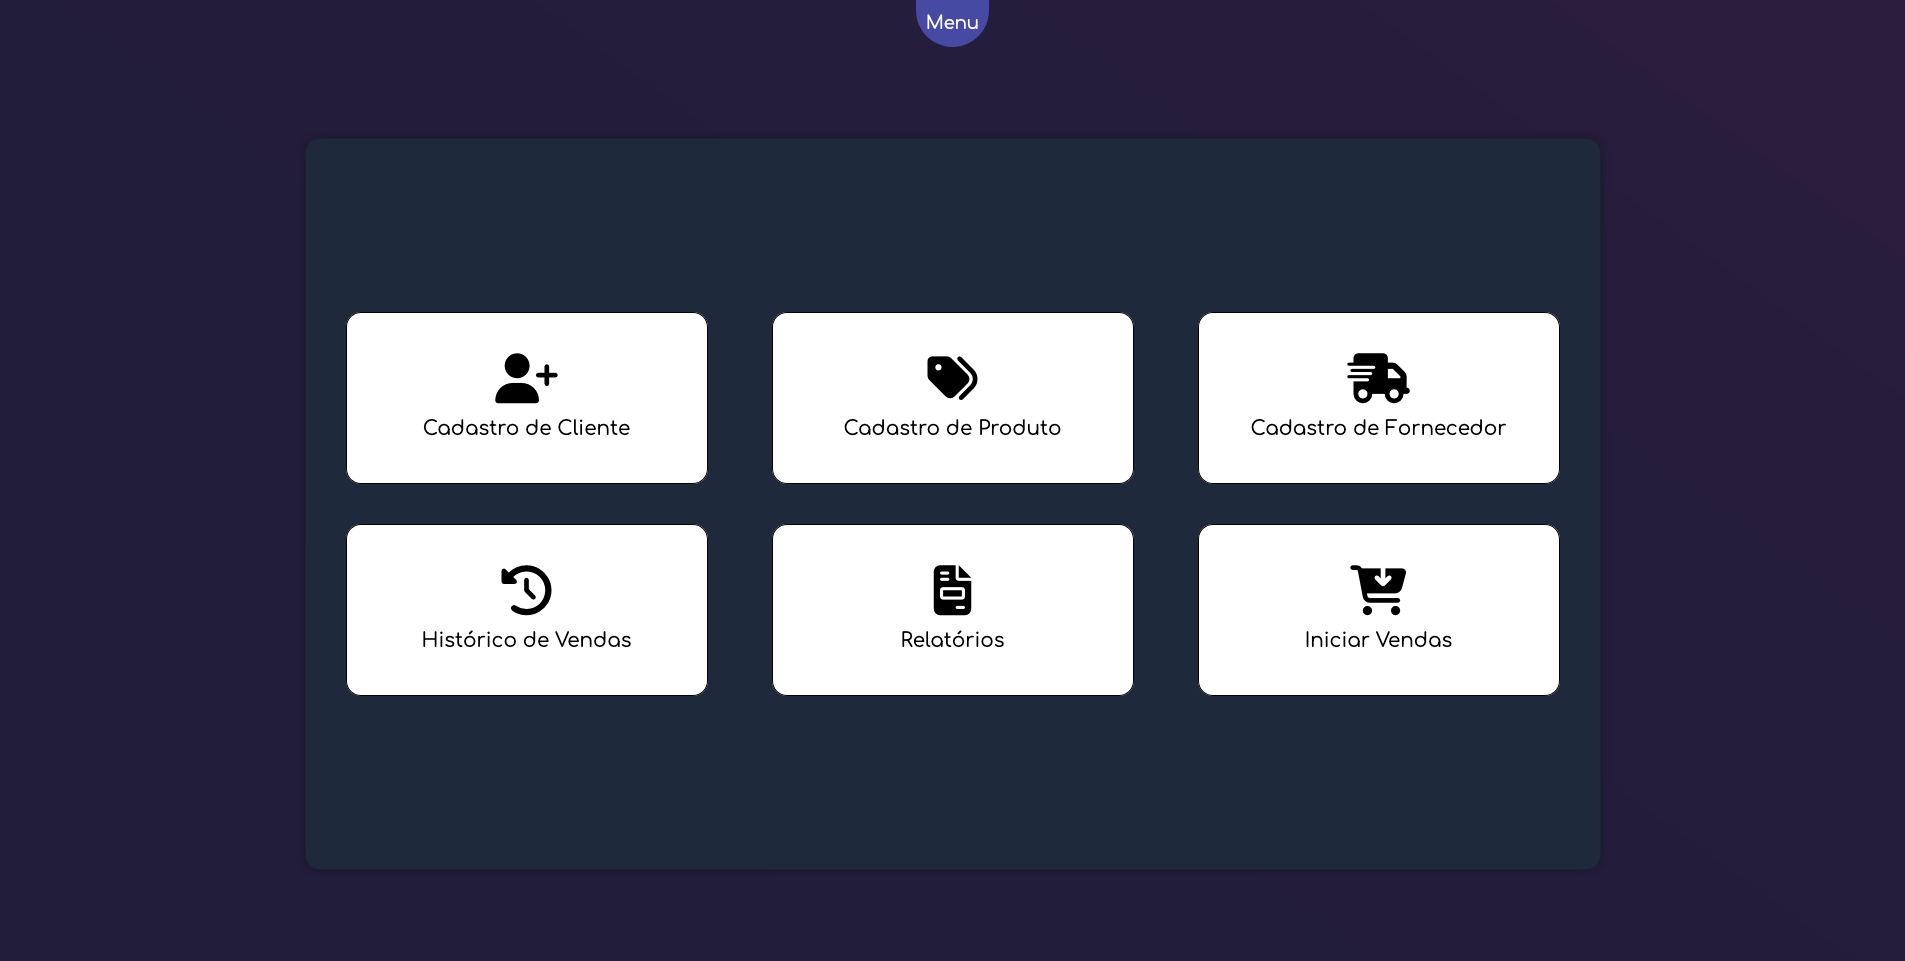 Menu
Cadastro de Cliente
Cadastro de Produto
Cadastro de Fornecedor
Histórico de Vendas
Relatórios
Iniciar Vendas